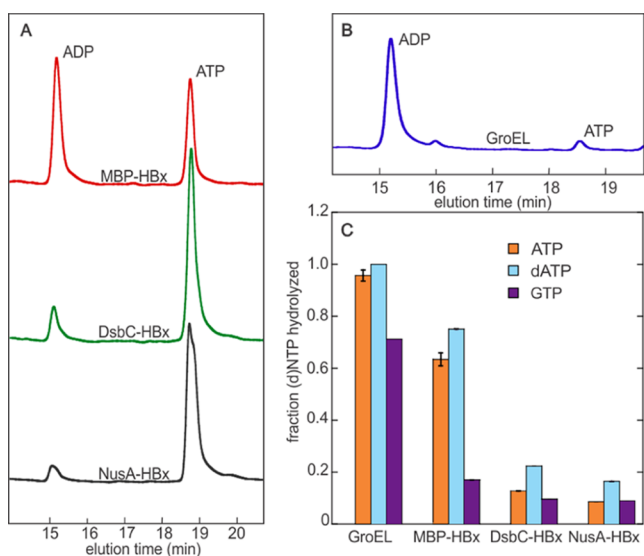 A
ADP
ATP
MBP-HBx
DsbC-HBx
NusA-HBx
14 15 16 17 18 19 20
elution time (min)
B
ADP
GroEL
ATP
15 16 17 18 19
elution time (min)
C
1.2
1.0
0.8
0.6
0.4
0.2
0
fraction (d)NTP hydrolyzed
ATP
dATP
GTP
GroEL MBP-HBx DsbC-HBx NusA-HBx